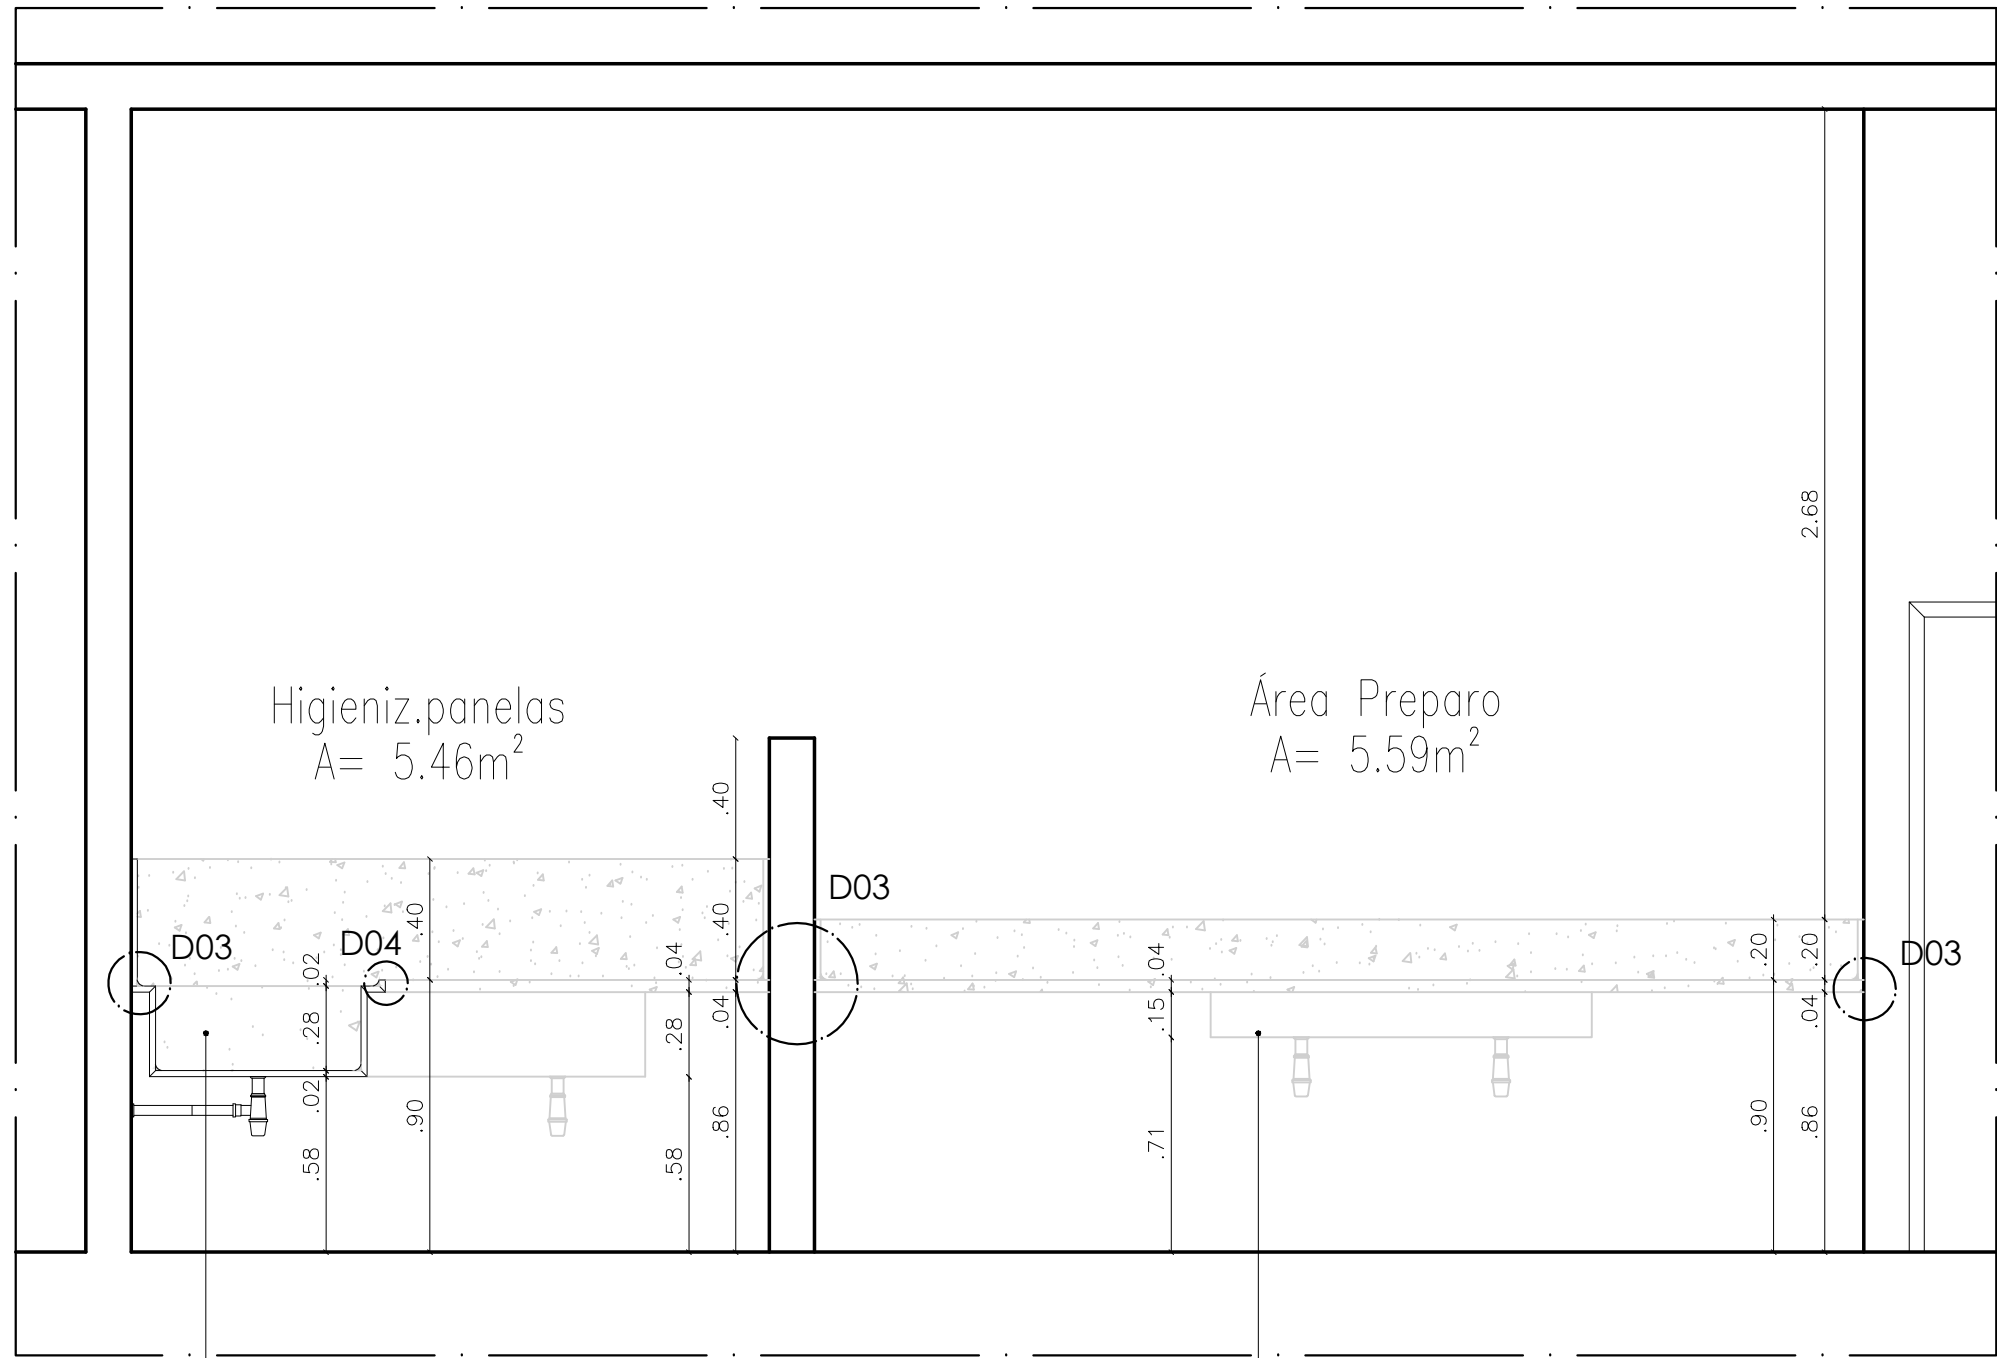 2.68
Higieniz.panelas
A= 5.46m²
Área Preparo
A= 5.59m²
.40
D03
D03
D04
.40
.40
.02
.04
.04
.20
.20
D03
.28
.28
.04
.15
.04
.02
.90
.86
.71
.90
.86
.58
.58